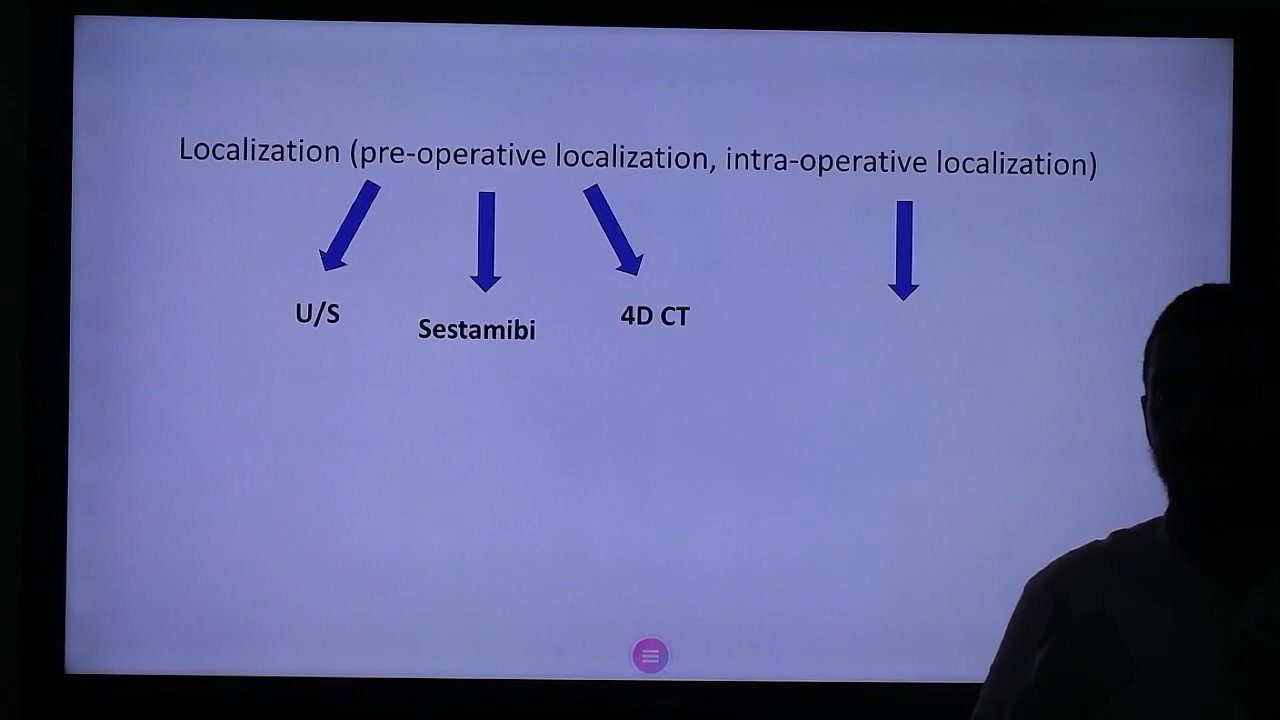 Localization (pre-operative localization, intra-operative localization)
U/S
Sestamibi
4D CT